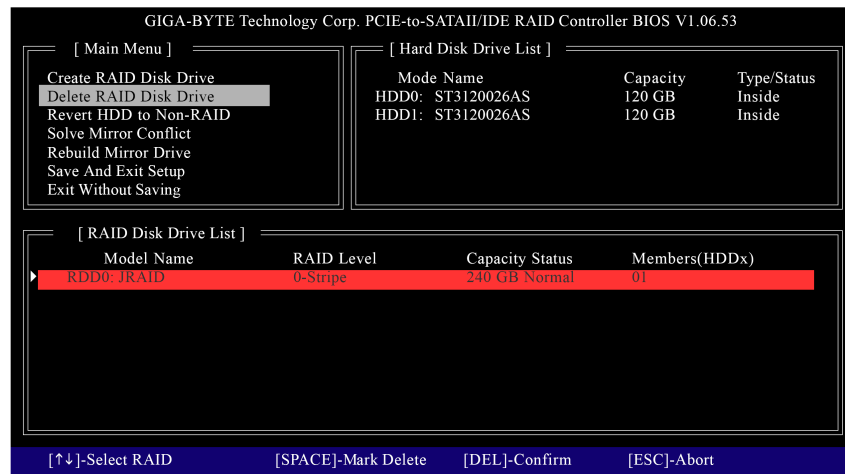 GIGA-BYTE Technology Corp. PCIE-to-SATAII/IDE RAID Controller BIOS V1.06.53
[ Main Menu ]
Create RAID Disk Drive
Delete RAID Disk Drive
Revert HDD to Non-RAID
Solve Mirror Conflict
Rebuild Mirror Drive
Save And Exit Setup
Exit Without Saving
[ Hard Disk Drive List ]
Mode Name Capacity Type/Status
HDD0: ST3120026AS 120 GB Inside
HDD1: ST3120026AS 120 GB Inside
[ RAID Disk Drive List ]
Model Name RAID Level Capacity Status Members(HDDx)
RDD0: JRAID 0-Stripe 240 GB Normal 01
[↑↓]-Select RAID [SPACE]-Mark Delete [DEL]-Confirm [ESC]-Abort